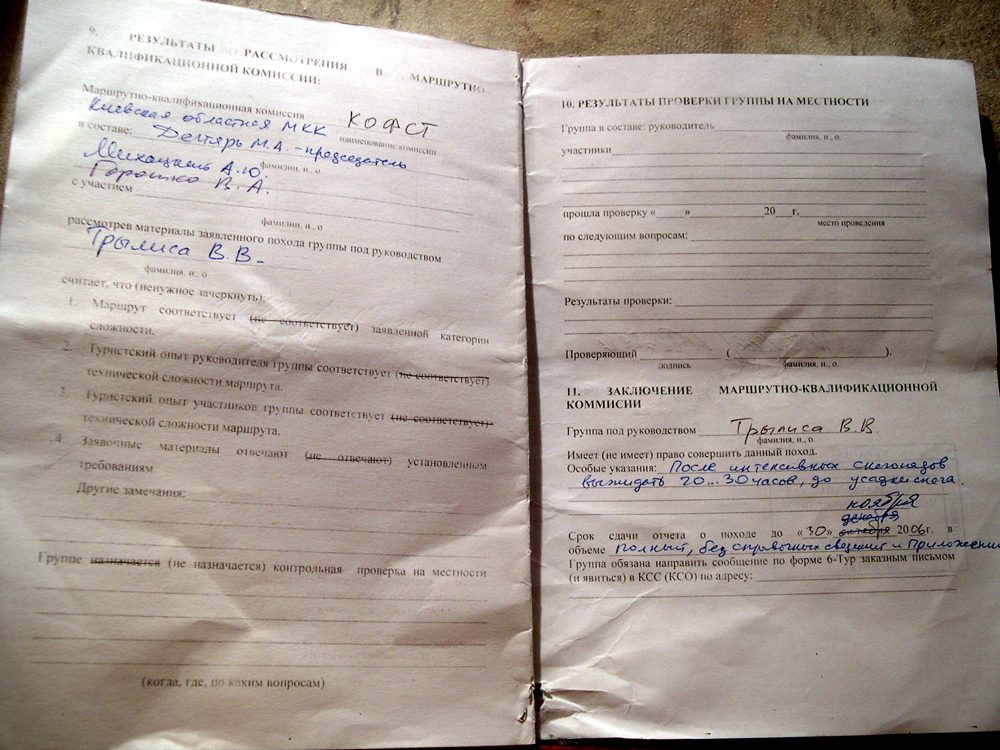 9. РЕЗУЛЬТАТЫ РАССМОТРЕНИЯ В МАРШРУТНО-
КВАЛИФИКАЦИОННОЙ КОМИССИИ:
Маршрутно-квалификационная комиссия КОФСТ
Киевская областная МКК
наименование комиссии
в составе: Дегтярь М.А. - председатель
фамилии, и., о.
Михацкий А.Ю.
Горошко В.А.
с участием
фамилии, и., о
рассмотрев материалы заявленного похода группы под руководством
Трылиса В.В.
фамилия, и., о
считает, что (ненужное зачеркнуть):
1. Маршрут соответствует (не соответствует) заявленной категории
сложности.
2. Туристский опыт руководителя группы соответствует (не соответствует)
технической сложности маршрута.
3. Туристский опыт участников группы соответствует (не соответствует)
технической сложности маршрута.
4. Заявочные материалы отвечают (не отвечают) установленным
требованиям
Другие замечания:
Группе назначается (не назначается) контрольная проверка на местности
(когда, где, по каким вопросам)
10. РЕЗУЛЬТАТЫ ПРОВЕРКИ ГРУППЫ НА МЕСТНОСТИ
Группа в составе: руководитель
фамилии, и., о.
участники
прошла проверку « » 20 г.
место проведения
по следующим вопросам:
Результаты проверки:
Проверяющий ( ).
подпись фамилии, и., о
11. ЗАКЛЮЧЕНИЕ МАРШРУТНО-КВАЛИФИКАЦИОННОЙ
КОММИСИИ
Группа под руководством Трылиса В.В.
фамилии, и., о.
Имеет (не имеет) право совершить данный поход.
Особые указания: После интенсивных снегопадов
выжидать 20...30 часов, до усадки снега.
ноября
декабря
Срок сдачи отчета о походе до «30» октября 2006г. в
объеме полный, без справочных сведений и Приложений
Группа обязана направить сообщение по форме 6-Тур заказным письмом
(и явиться) в КСС (КСО) по адресу: